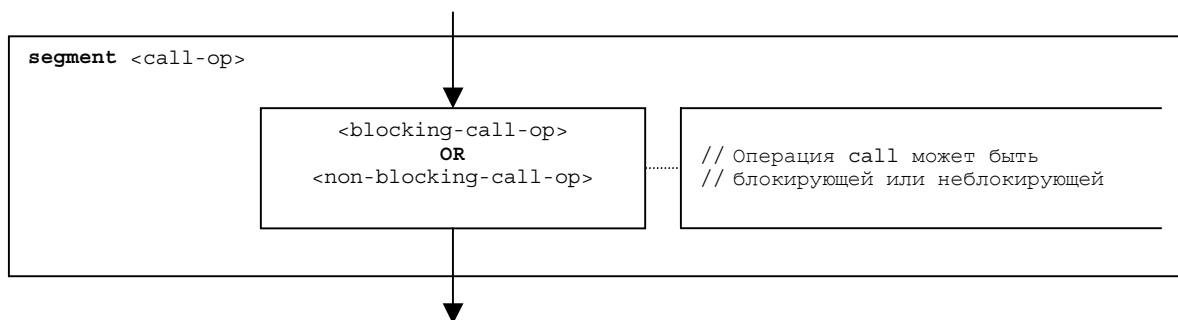 segment <call-op>
<blocking-call-op>
OR
<non-blocking-call-op>
// Операция call может быть
// блокирующей или неблокирующей